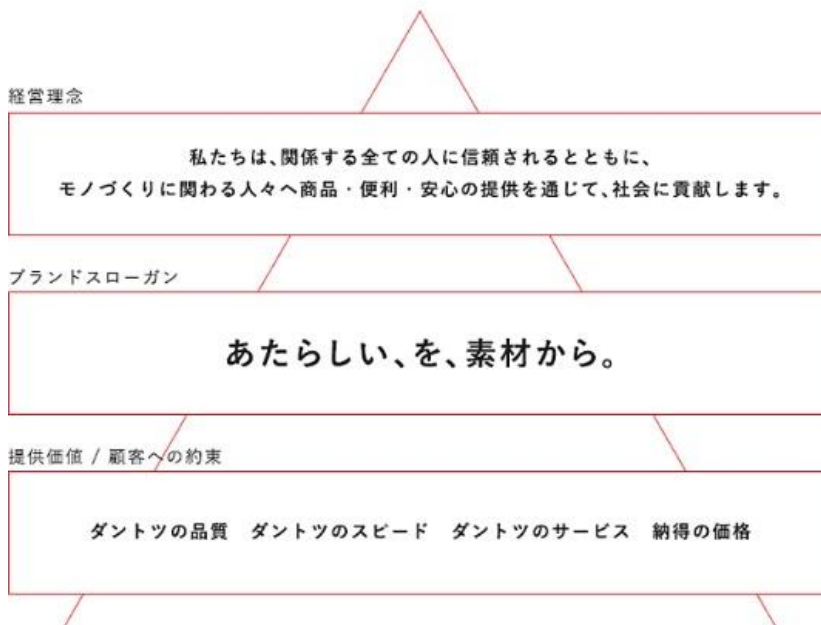 経営理念
私たちは、関係する全ての人に信頼されるとともに、
モノづくりに関わる人々へ商品・便利・安心の提供を通じて、社会に貢献します。
ブランドスローガン
あたらしい、を、素材から。
提供価値 / 顧客への約束
ダントツの品質　ダントツのスピード　ダントツのサービス　納得の価格